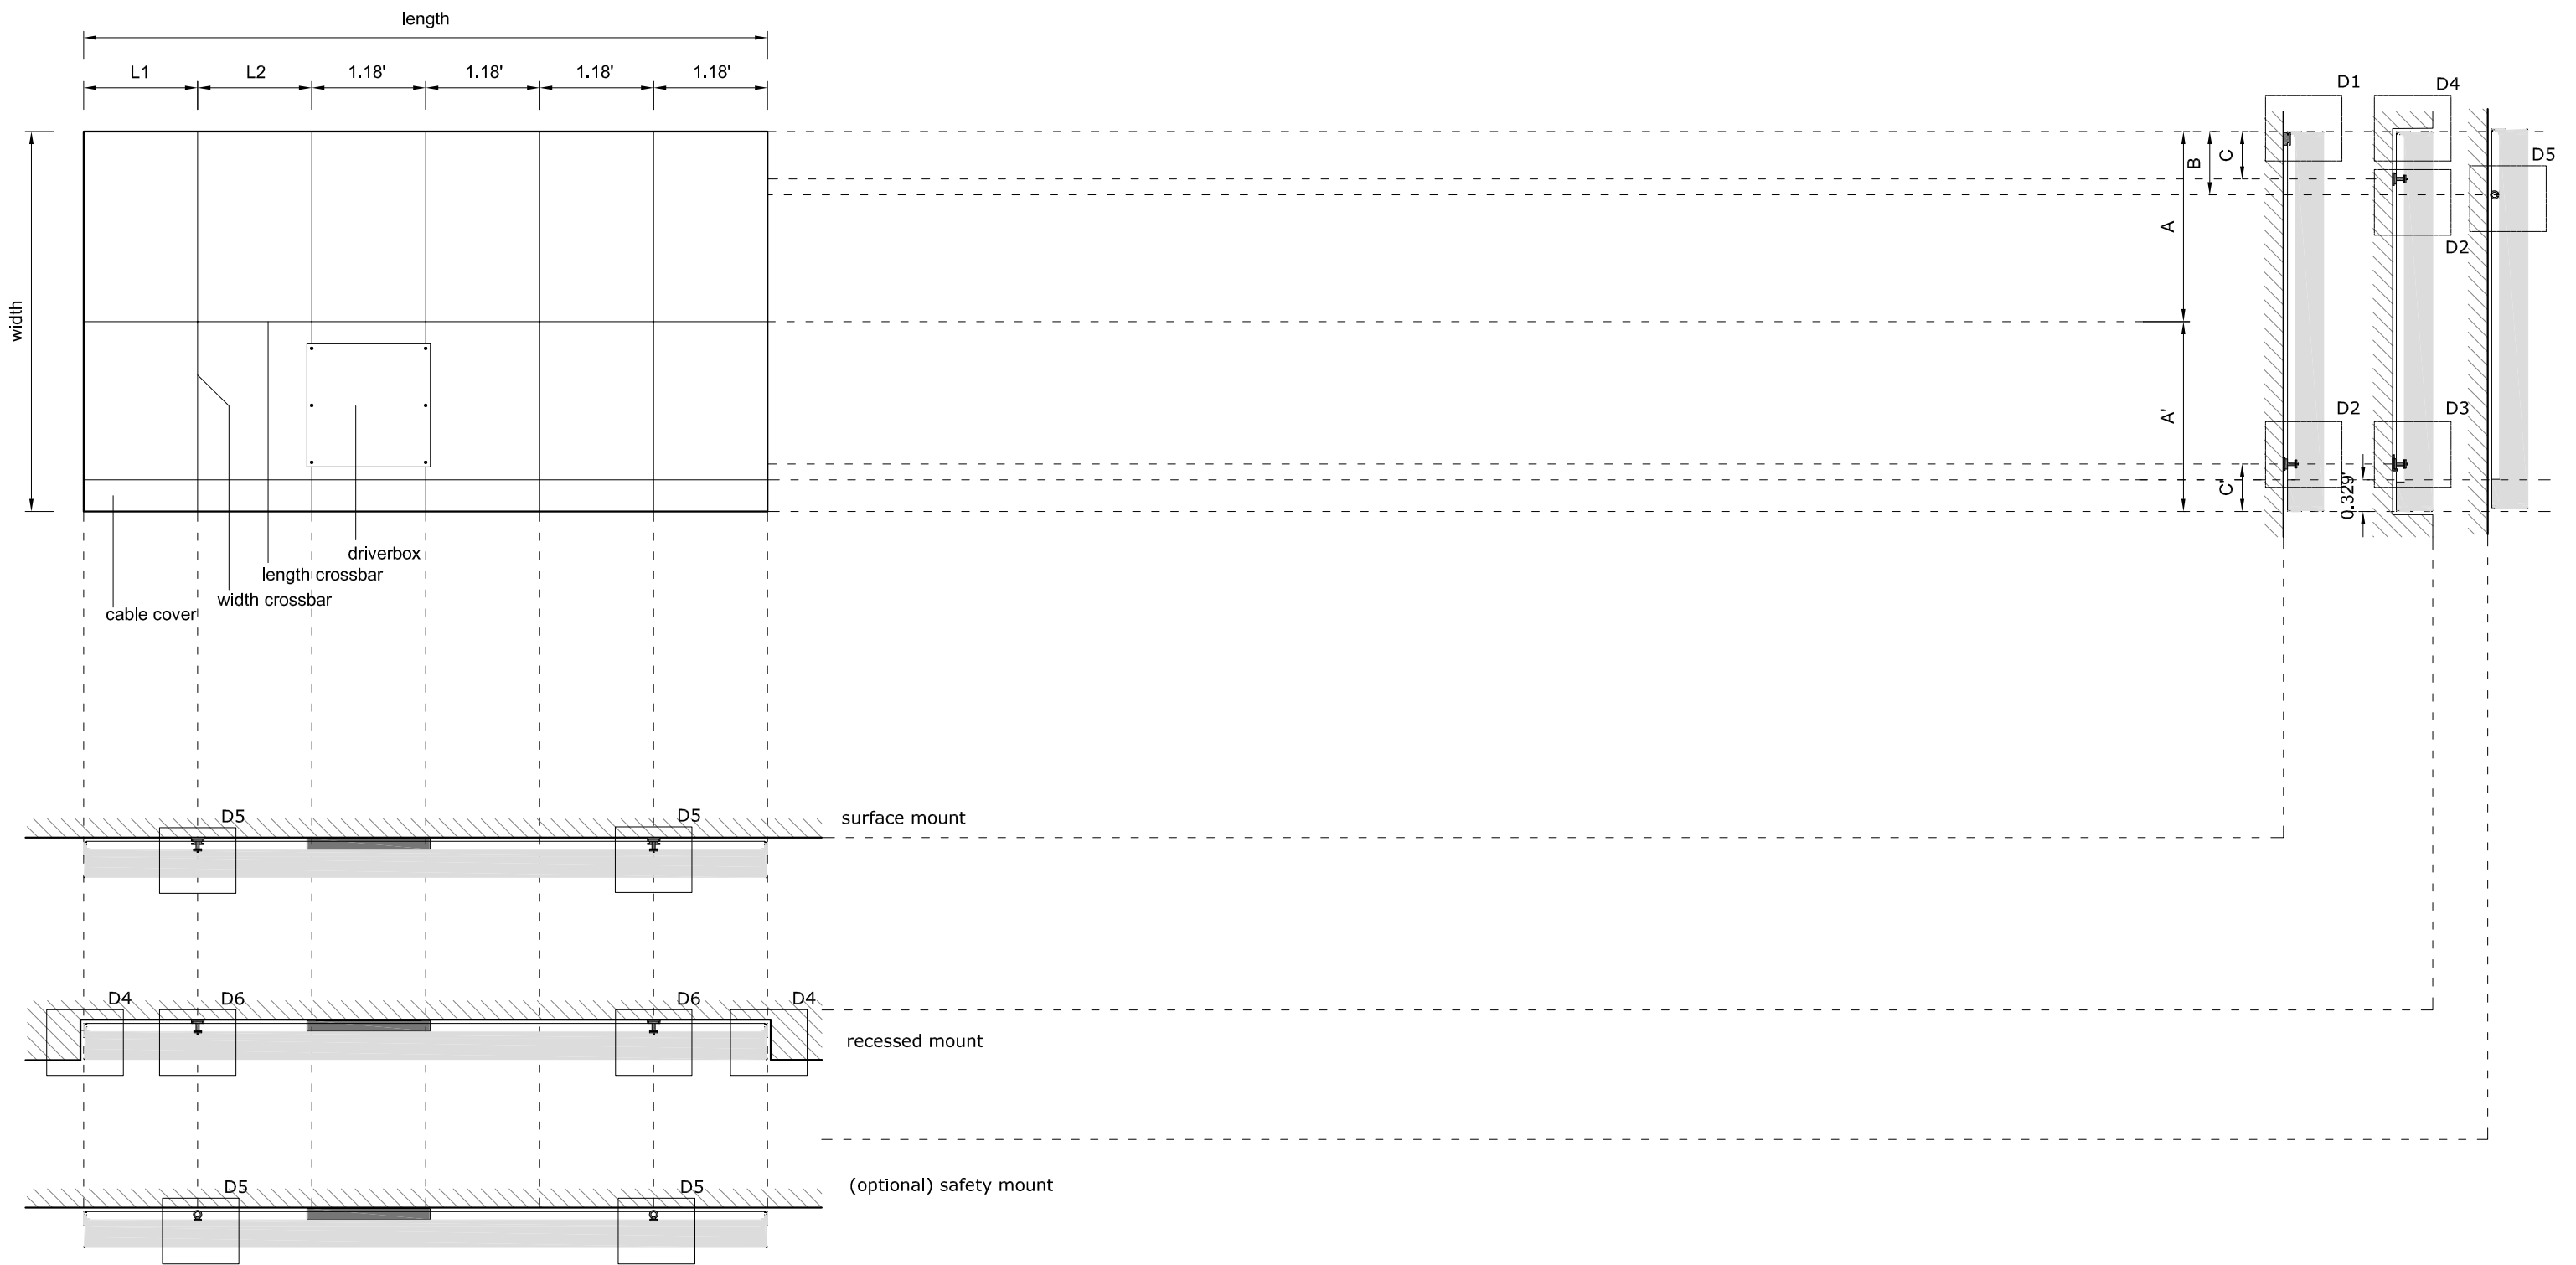 length
L1 L2 1.18' 1.18' 1.18' 1.18'
D1 D4
B C
D5
A
D2
width
A'
D2 D3
C' 0.329'
driverbox
length crossbar
width crossbar
cable cover
D5 D5
surface mount
D4 D6 D6 D4
recessed mount
D5 D5
(optional) safety mount